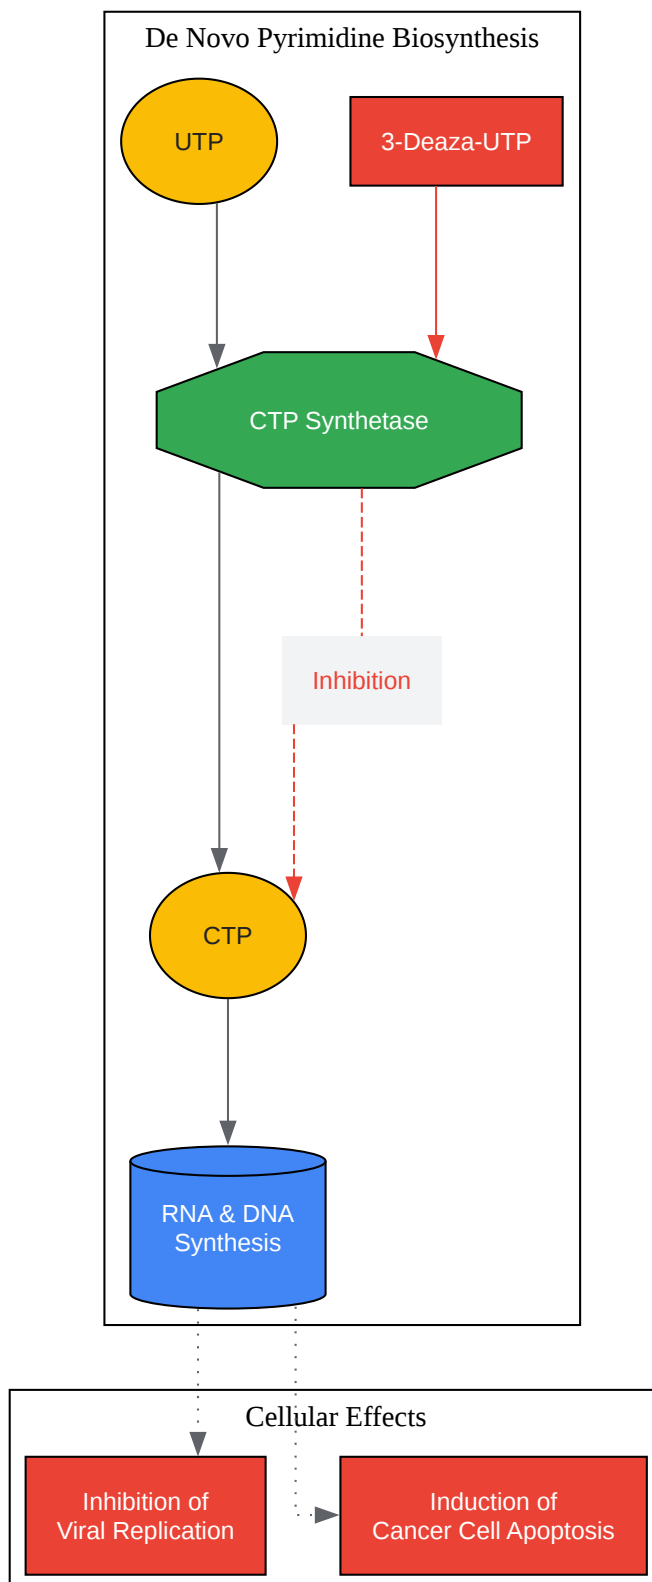 De Novo Pyrimidine Biosynthesis
UTP
3-Deaza-UTP
CTP Synthetase
Inhibition
CTP
RNA & DNA
Synthesis
Cellular Effects
Inhibition of
Viral Replication
Induction of
Cancer Cell Apoptosis